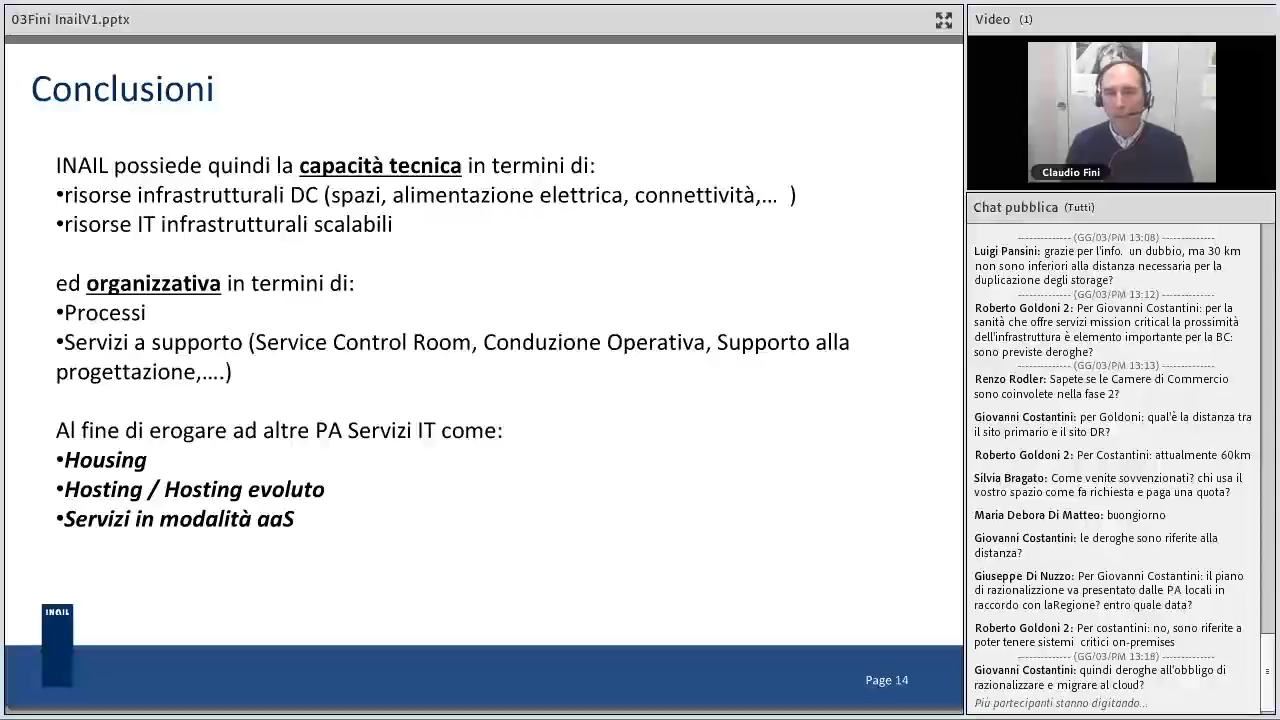 03Fini InailV1.pptx
Conclusioni
INAIL possiede quindi la capacità tecnica in termini di:
•risorse infrastrutturali DC (spazi, alimentazione elettrica, connettività,... )
•risorse IT infrastrutturali scalabili
ed organizzativa in termini di:
•Processi
•Servizi a supporto (Service Control Room, Conduzione Operativa, Supporto alla
progettazione,....)
Al fine di erogare ad altre PA Servizi IT come:
•Housing
•Hosting / Hosting evoluto
•Servizi in modalità aaS
INAIL
Page 14
Video (1)
Claudio Fini
Chat pubblica (Tutti)
-------------- (GG/03/PM 13:08) --------------
Luigi Pansini: grazie per l'info. un dubbio, ma 30 km
non sono inferiori alla distanza necessaria per la
duplicazione degli storage?
-------------- (GG/03/PM 13:12) --------------
Roberto Goldoni 2: Per Giovanni Costantini: per la
sanità che offre servizi mission critical la prossimità
dell'infrastruttura è elemento importante per la BC:
sono previste deroghe?
-------------- (GG/03/PM 13:13) --------------
Renzo Rodler: Sapete se le Camere di Commercio
sono coinvolete nella fase 2?
Giovanni Costantini: per Goldoni: qual'è la distanza tra
il sito primario e il sito DR?
Roberto Goldoni 2: Per Costantini: attualmente 60km
Silvia Bragato: Come venite sovvenzionati? chi usa il
vostro spazio come fa richiesta e paga una quota?
Maria Debora Di Matteo: buongiorno
Giovanni Costantini: le deroghe sono riferite alla
distanza?
Giuseppe Di Nuzzo: Per Giovanni Costantini: il piano
di razionalizzione va presentato dalle PA locali in
raccordo con laRegione? entro quale data?
Roberto Goldoni 2: Per costantini: no, sono riferite a
poter tenere sistemi critici on-premises
-------------- (GG/03/PM 13:18) --------------
Giovanni Costantini: quindi deroghe all'obbligo di
razionalizzare e migrare al cloud?
Più partecipanti stanno digitando...